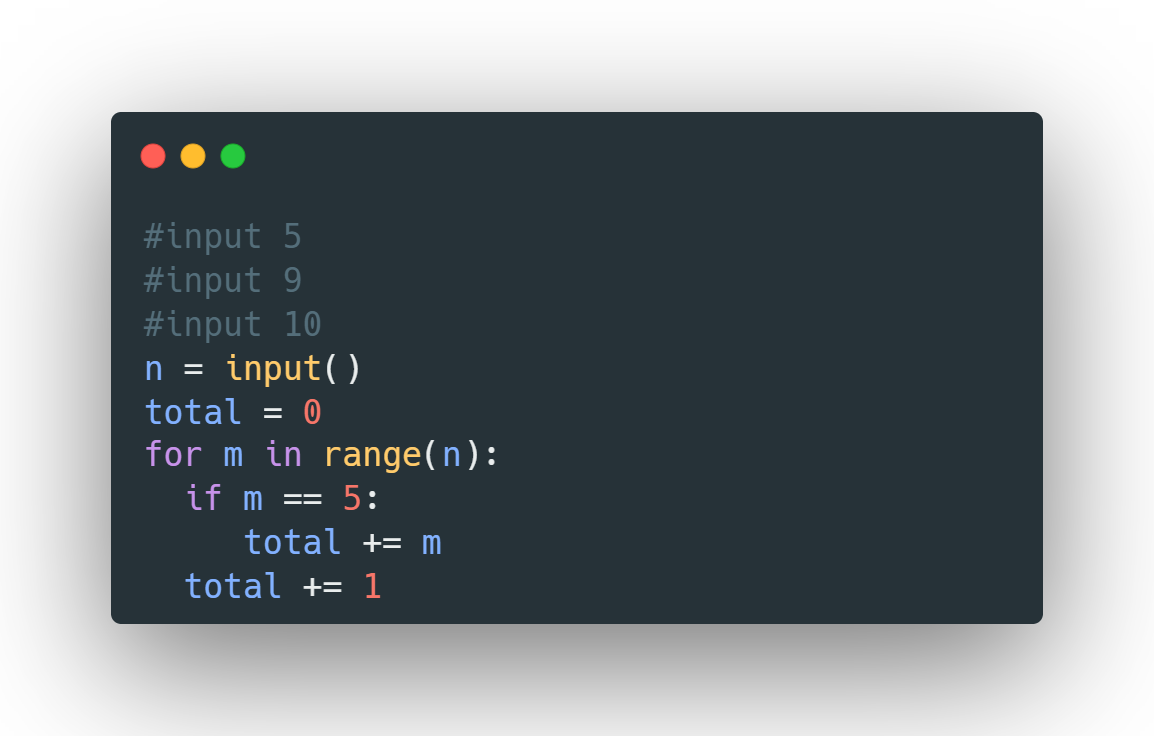 #input 5
#input 9
#input 10
n = input()
total = 0
for m in range(n):
  if m == 5:
     total += m
  total += 1